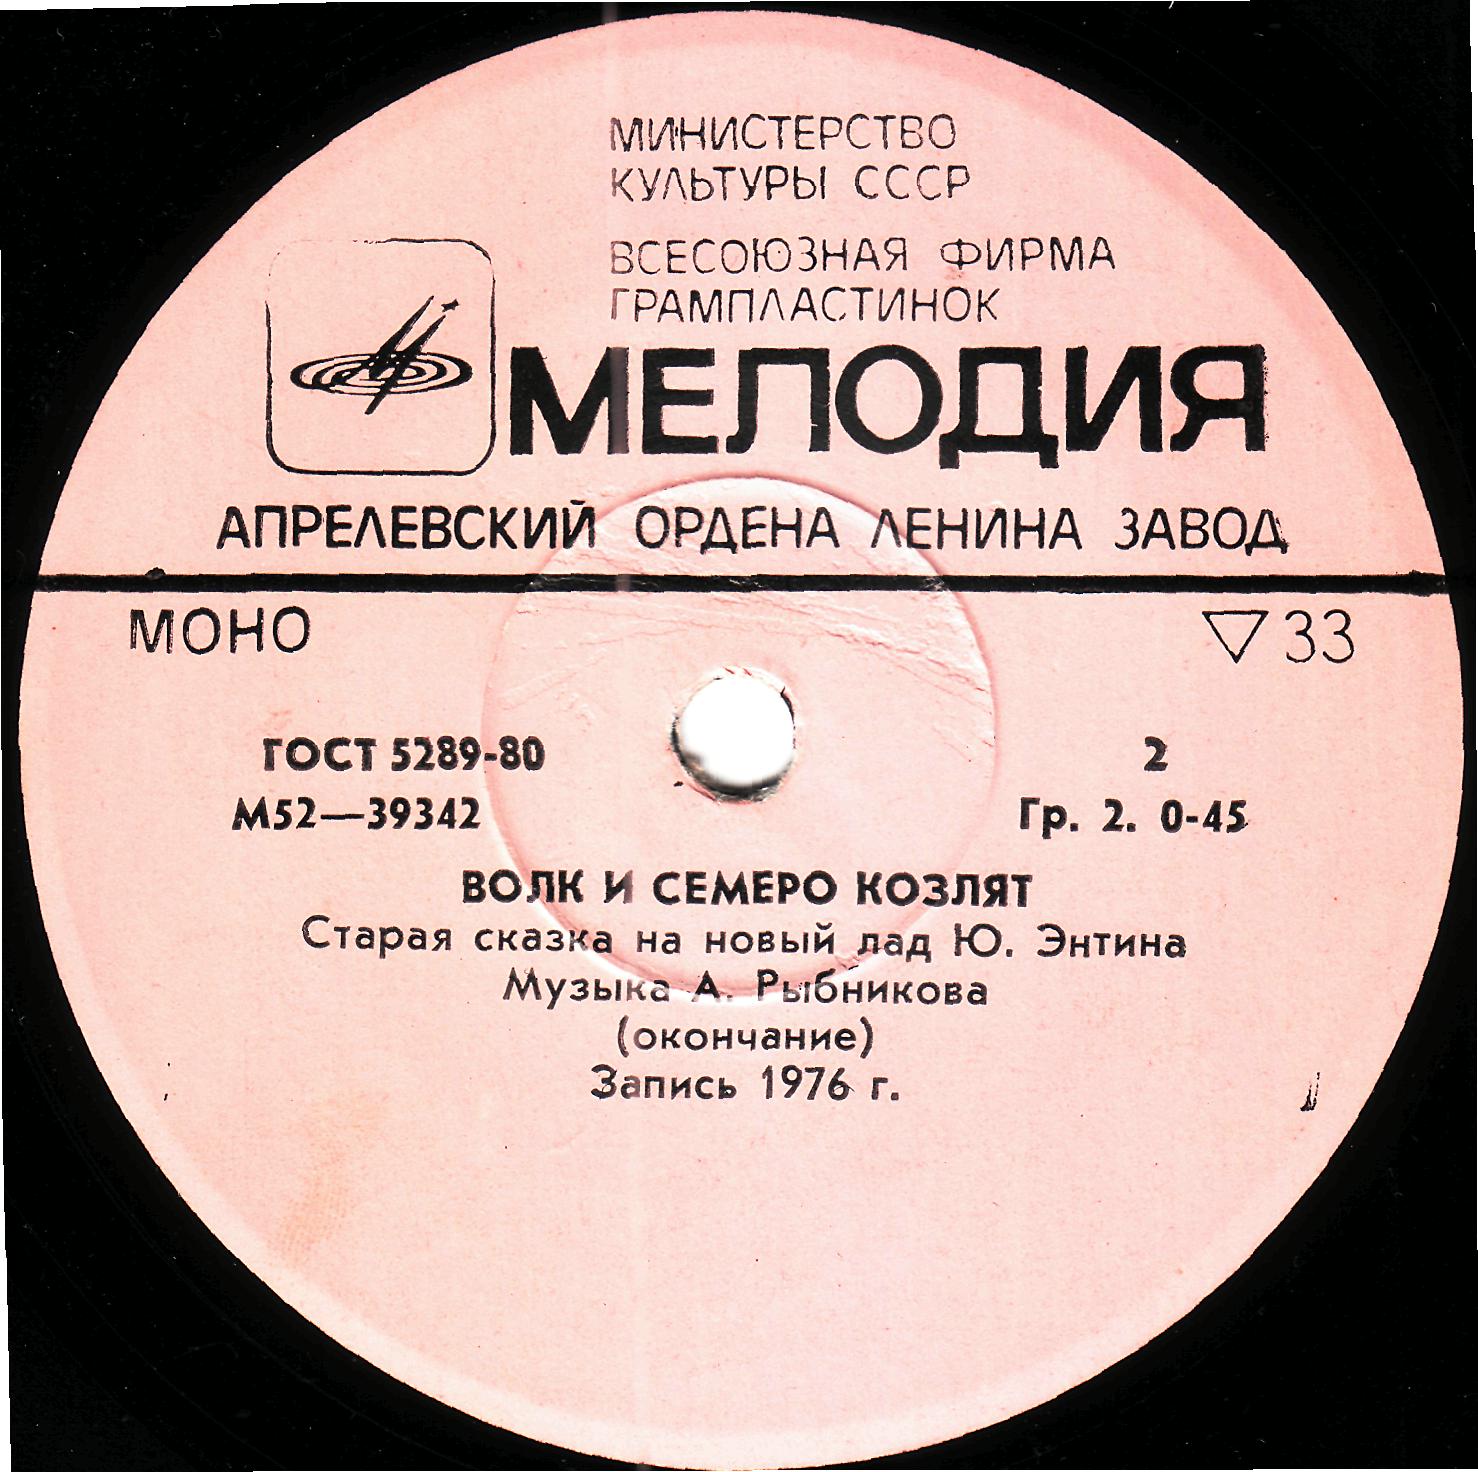 МИНИСТЕРСТВО
КУЛЬТУРЫ СССР
ВСЕСОЮЗНАЯ ФИРМА
ГРАМПЛАСТИНОК
МЕЛОДИЯ
АПРЕЛЕВСКИЙ ОРДЕНА ЛЕНИНА ЗАВОД
МОНО ▽ 33
ГОСТ 5289-80 2
М52—39342 Гр. 2. 0-45
ВОЛК И СЕМЕРО КОЗЛЯТ
Старая сказка на новый лад Ю. Энтина
Музыка А. Рыбникова
(окончание)
Запись 1976 г.